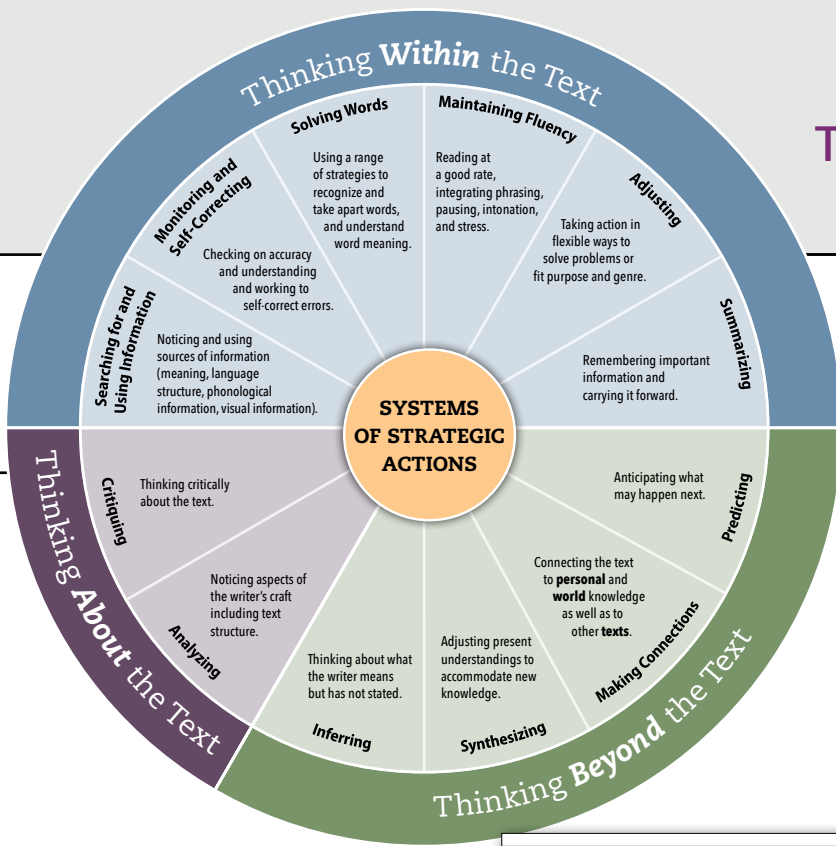 Thinking Within the Text
Solving Words
Using a range
of strategies to
recognize and
take apart words,
and understand
word meaning.
Maintaining Fluency
Reading at
a good rate,
integrating phrasing,
pausing, intonation,
and stress.
T
Monitoring and
Self-Correcting
Checking on accuracy
and understanding
and working to
self-correct errors.
Adjusting
Taking action in
flexible ways to
solve problems or
fit purpose and genre.
Searching for and
Using Information
Noticing and using
sources of information
(meaning, language
structure, phonological
information, visual information).
Summarizing
Remembering important
information and
carrying it forward.
SYSTEMS
OF STRATEGIC
ACTIONS
Thinking About the Text
Critiquing
Thinking critically
about the text.
Analyzing
Noticing aspects of
the writer's craft
including text
structure.
Thinking Beyond the Text
Predicting
Anticipating what
may happen next.
Making Connections
Connecting the text
to personal and
world knowledge
as well as to
other texts.
Synthesizing
Adjusting present
understandings to
accommodate new
knowledge.
Inferring
Thinking about what
the writer means
but has not stated.